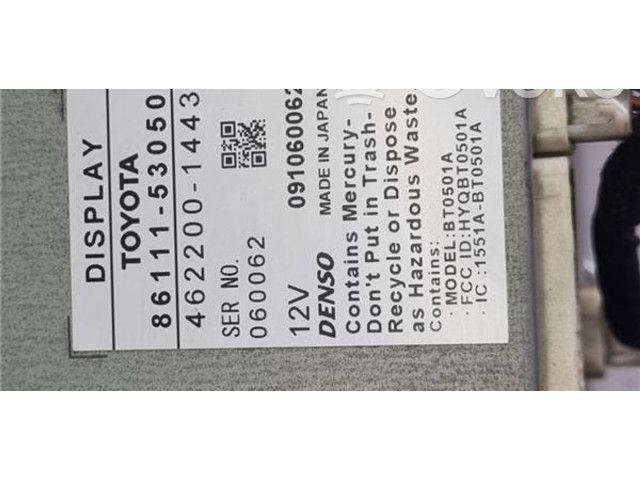 DISPLAY
TOYOTA
86111-53050
462200-1443
SER NO.
060062
12V 091060062
DENSO MADE IN JAPAN
Contains Mercury-
Don't Put in Trash-
Recycle or Dispose
as Hazardous Waste
Contains:
· MODEL:BT0501A
· FCC ID:HYQBT0501A
· IC :1551A-BT0501A